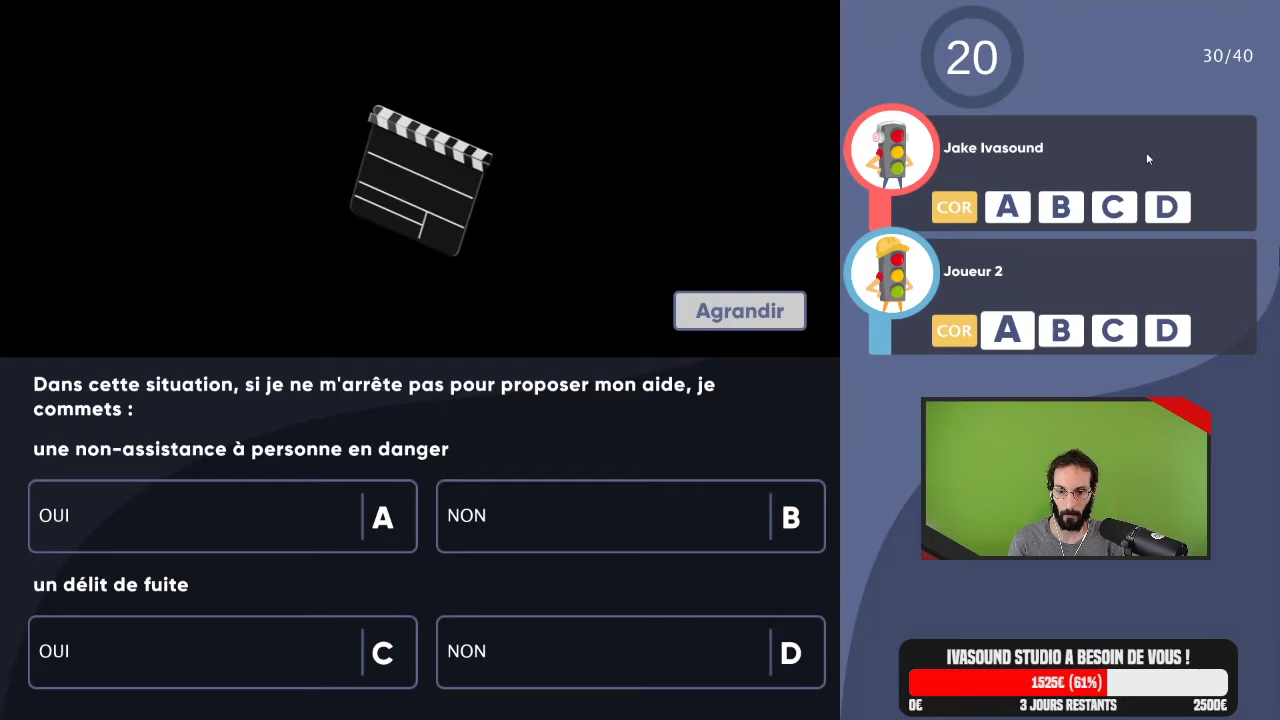 20
30/40
Jake Ivasound
COR A B C D
Joueur 2
COR A B C D
Agrandir
Dans cette situation, si je ne m'arrête pas pour proposer mon aide, je
commets :
une non-assistance à personne en danger
OUI A
NON B
un délit de fuite
OUI C
NON D
IVASOUND STUDIO A BESOIN DE VOUS !
1525€ (61%)
0€ 3 JOURS RESTANTS 2500€